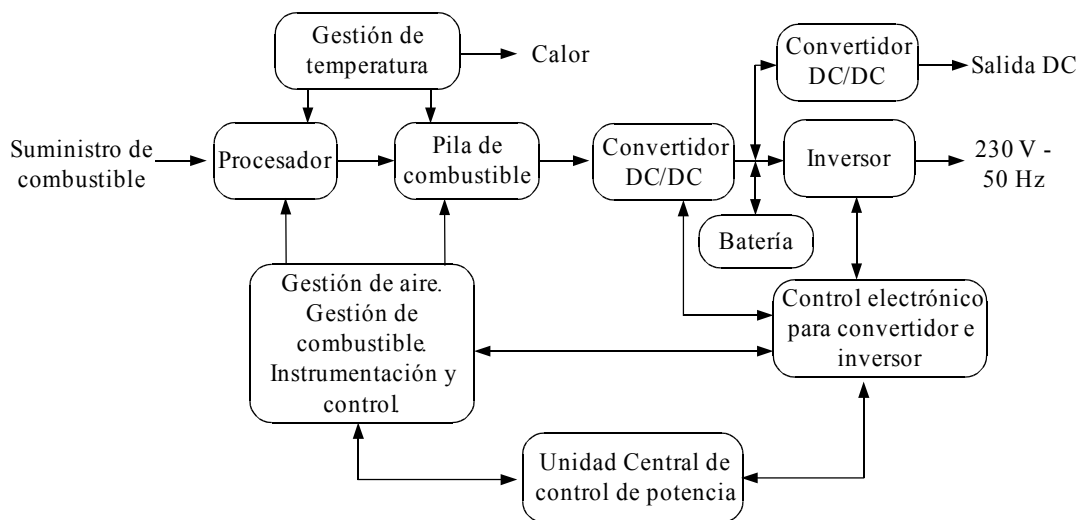 Gestión de
temperatura
Calor
Convertidor
DC/DC
Salida DC
Suministro de
combustible
Procesador
Pila de
combustible
Convertidor
DC/DC
Inversor
230 V -
50 Hz
Batería
Gestión de aire.
Gestión de
combustible.
Instrumentación y
control.
Control electrónico
para convertidor e
inversor
Unidad Central de
control de potencia